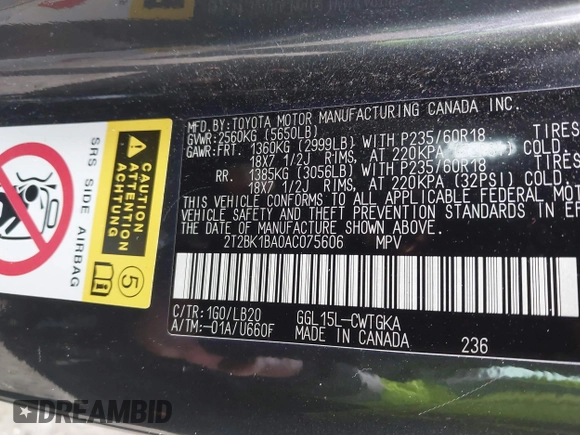 MFD. BY: TOYOTA MOTOR MANUFACTURING CANADA INC.
GVWR: 2560KG (5650LB)
GAWR: FRT. 1360KG (2999LB) WITH P235/60R18 TIRES
18X7 1/2J RIMS, AT 220KPA COLD.
RR. 1385KG (3056LB) WITH P235/60R18 TIRES
18X7 1/2J RIMS, AT 220KPA (32PSI) COLD.
THIS VEHICLE CONFORMS TO ALL APPLICABLE FEDERAL MOTOR
VEHICLE SAFETY AND THEFT PREVENTION STANDARDS IN
THE DATE OF MANUFACTURE SHOWN ABOVE.
2T2BK1BA0AC075606 MPV
C/TR: 1G0/LB20 GGL15L-CWTGKA
A/TM: -01A/U660F MADE IN CANADA 236
SRS SIDE AIRBAG
CAUTION
ATTENTION
ACHTUNG
5
DREAMBID